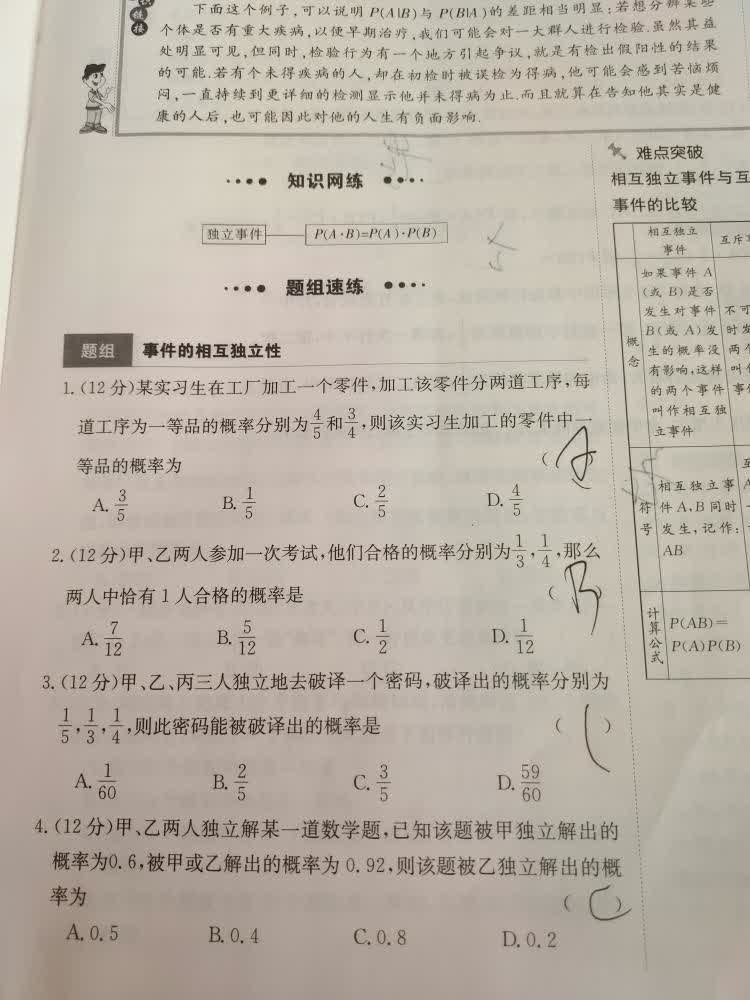 链接
下面这个例子,可以说明 P(A|B)与 P(B|A)的差距相当明显:若想分辨某些
个体是否有重大疾病,以便早期治疗,我们可能会对一大群人进行检验.虽然其益
处明显可见,但同时,检验行为有一个地方引起争议,就是有检出假阳性的结果
的可能.若有个未得疾病的人,却在初检时被误检为得病,他可能会感到苦恼烦
闷,一直持续到更详细的检测显示他并未得病为止.而且就算在告知他其实是健
康的人后,也可能因此对他的人生有负面影响.
知识网练
独立事件 P(A·B)=P(A)·P(B)
题组速练
题组 事件的相互独立性
1.(12分)某实习生在工厂加工一个零件,加工该零件分两道工序,每
道工序为一等品的概率分别为4/5和3/4,则该实习生加工的零件中一
等品的概率为 ( A )
A. 3/5 B. 1/5 C. 2/5 D. 4/5
2.(12分)甲、乙两人参加一次考试,他们合格的概率分别为1/3,1/4,那么
两人中恰有1人合格的概率是 ( B )
A. 7/12 B. 5/12 C. 1/2 D. 1/12
3.(12分)甲、乙、丙三人独立地去破译一个密码,破译出的概率分别为
1/5,1/3,1/4,则此密码能被破译出的概率是 ( )
A. 1/60 B. 2/5 C. 3/5 D. 59/60
4.(12分)甲、乙两人独立解某一道数学题,已知该题被甲独立解出的
概率为0.6,被甲或乙解出的概率为0.92,则该题被乙独立解出的概
率为 ( C )
A. 0.5 B. 0.4 C. 0.8 D. 0.2
难点突破
相互独立事件与互
事件的比较
相互独立
事件
互斥
概念
如果事件A
(或B)是否
发生对事件
B(或A)发
生的概率没
有影响,这样
的两个事件
叫作相互独
立事件
不可
时发
两个
叫作
事件
符号
相互独立事
件A,B同时
发生,记作:
AB
计算公式
P(AB)=
P(A)P(B)